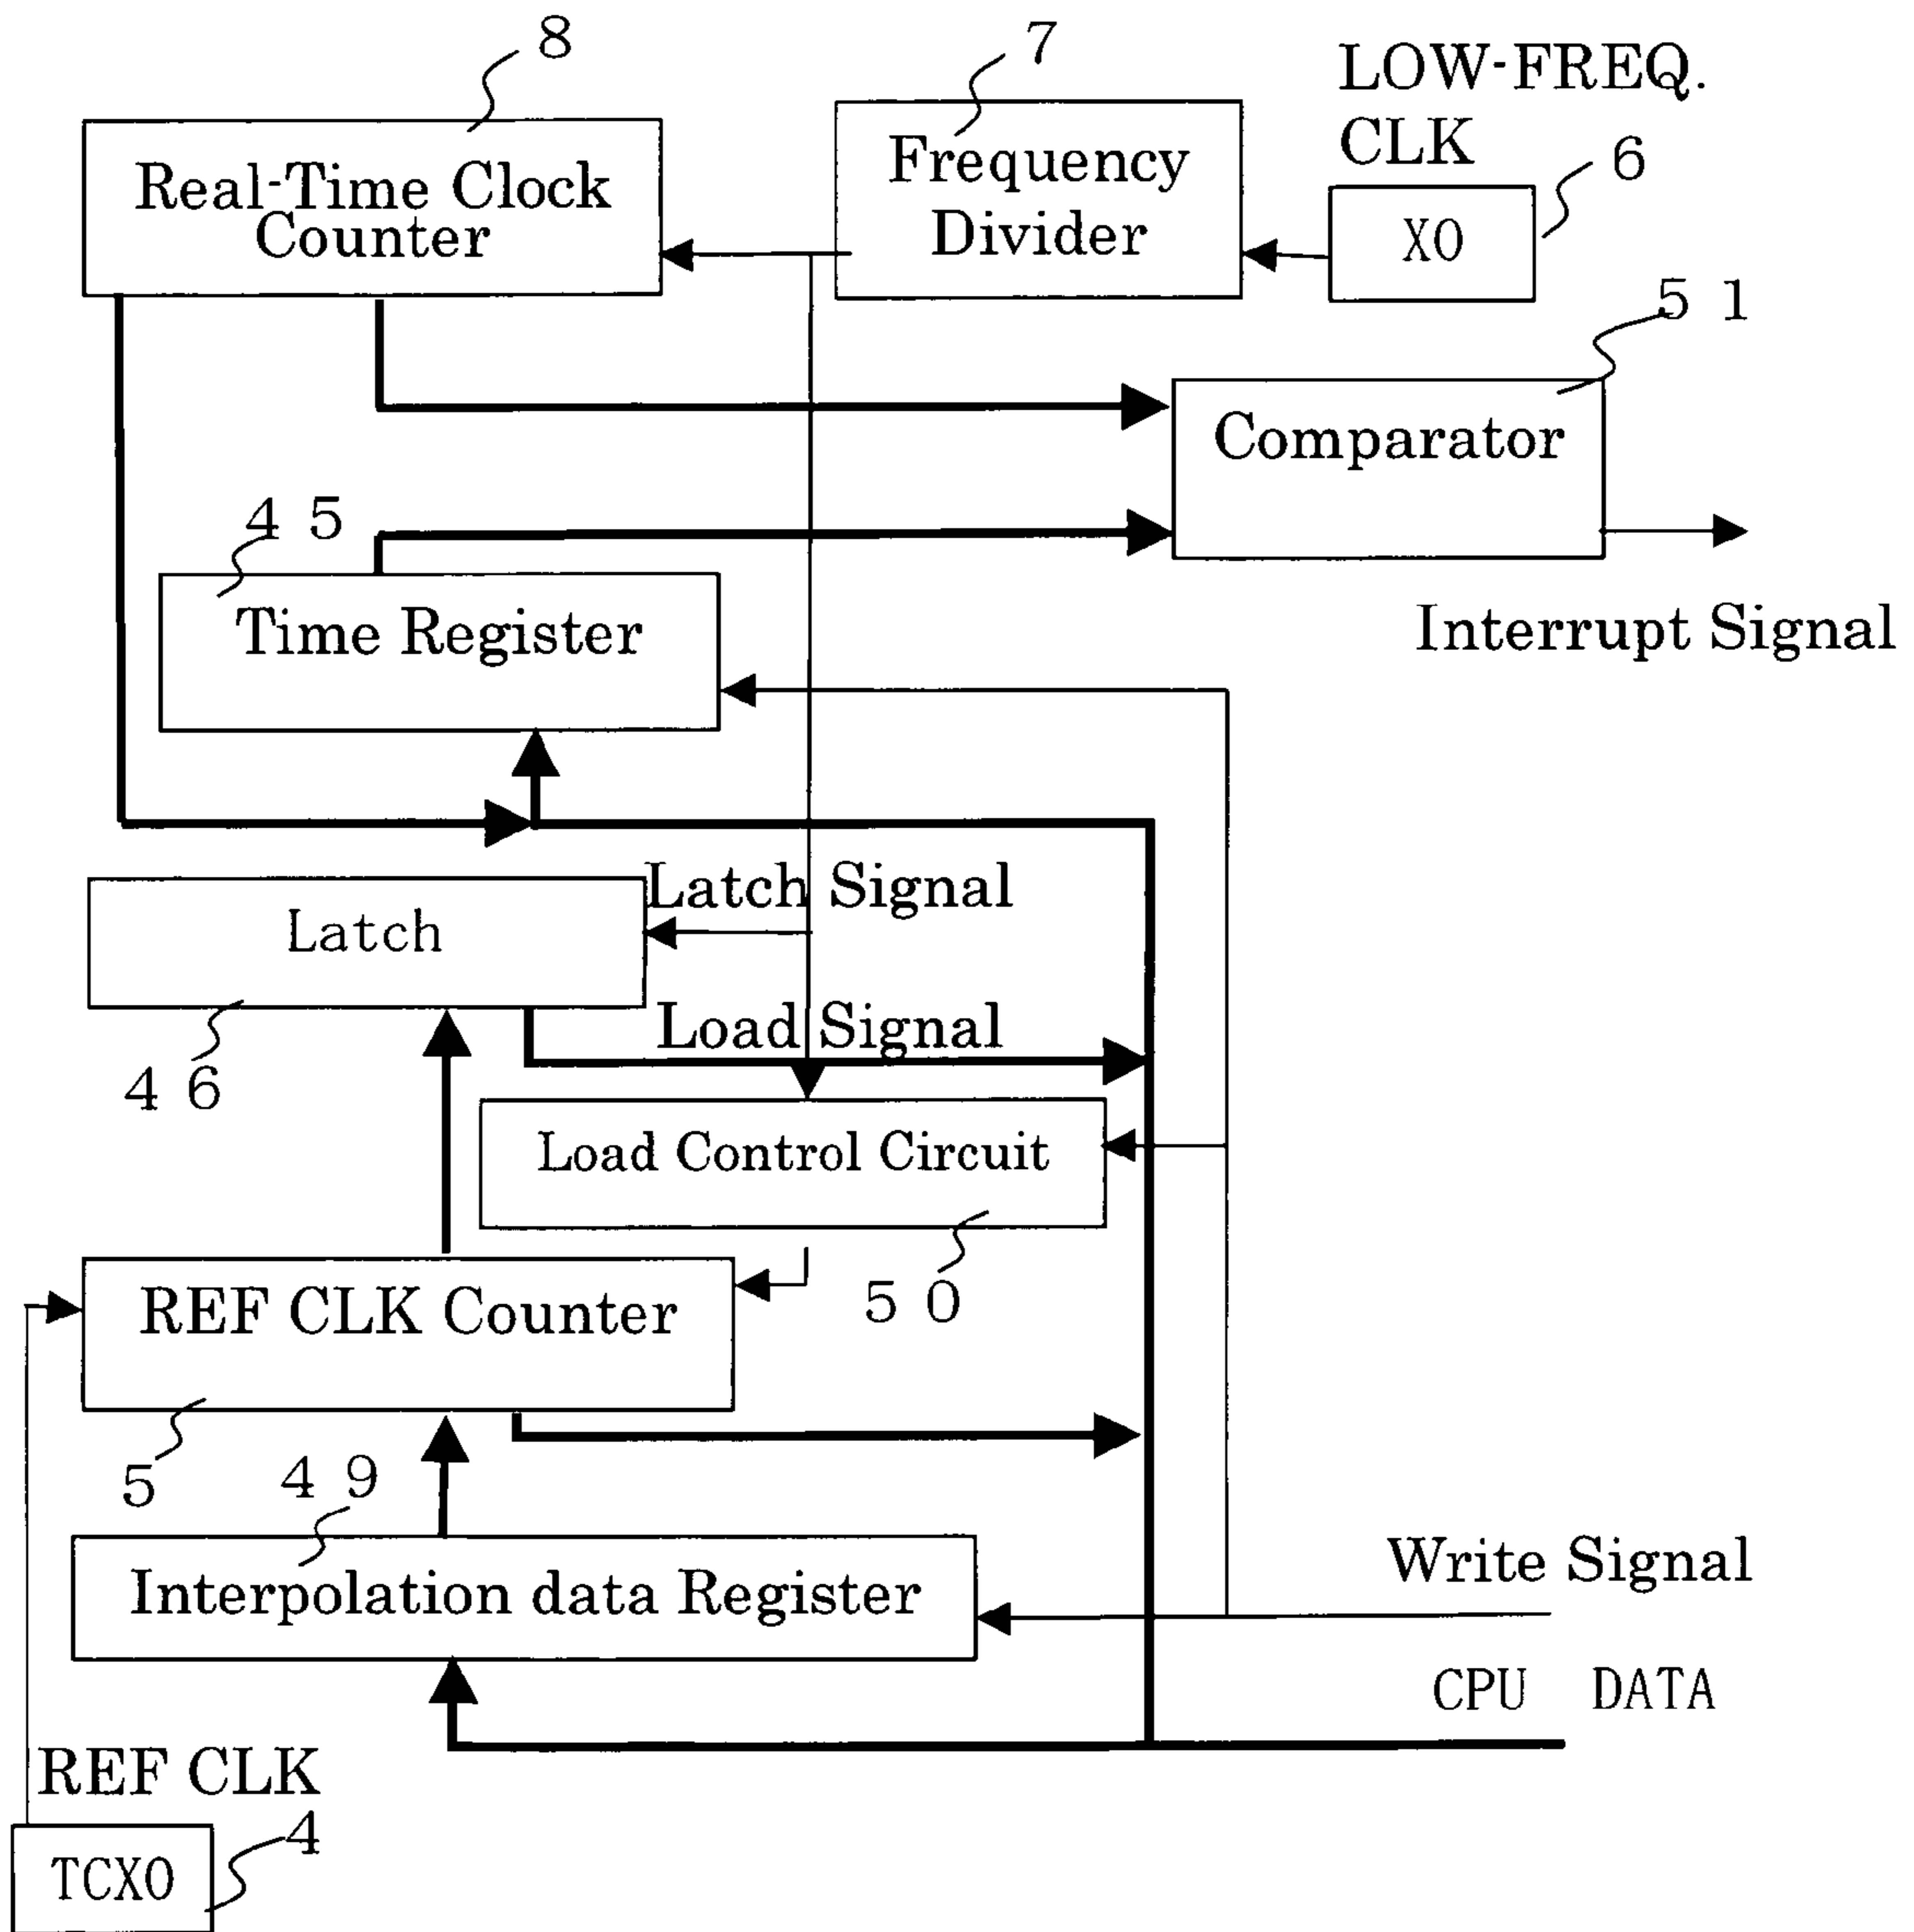 8
7
LOW-FREQ.
CLK
6
Real-Time Clock
Counter
Frequency
Divider
XO
5 1
Comparator
4 5
Time Register
Interrupt Signal
Latch Signal
Latch
Load Signal
4 6
Load Control Circuit
5 0
REF CLK Counter
5
4 9
Interpolation data Register
Write Signal
CPU DATA
REF CLK
4
TCXO